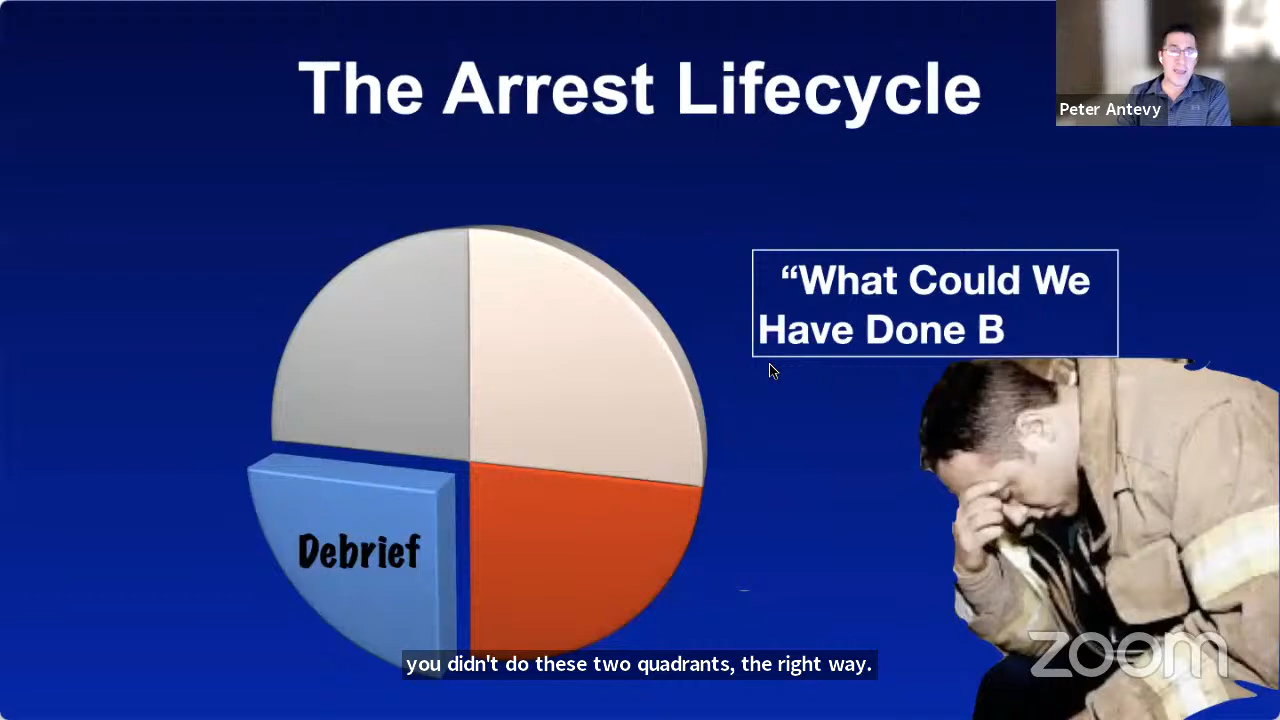 The Arrest Lifecycle
Peter Antevy
“What Could We
Have Done B
Debrief
you didn't do these two quadrants, the right way.
zoom